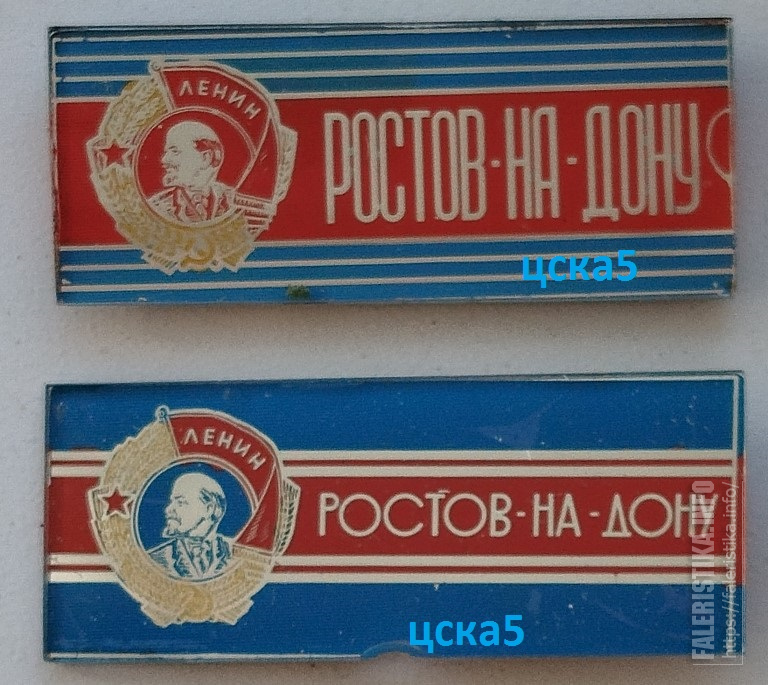 ЛЕНИН
РОСТОВ-НА-ДОНУ
цска5
ЛЕНИН
РОСТОВ-НА-ДОНУ
цска5
FALERISTIKA.INFO
https://faleristika.info/